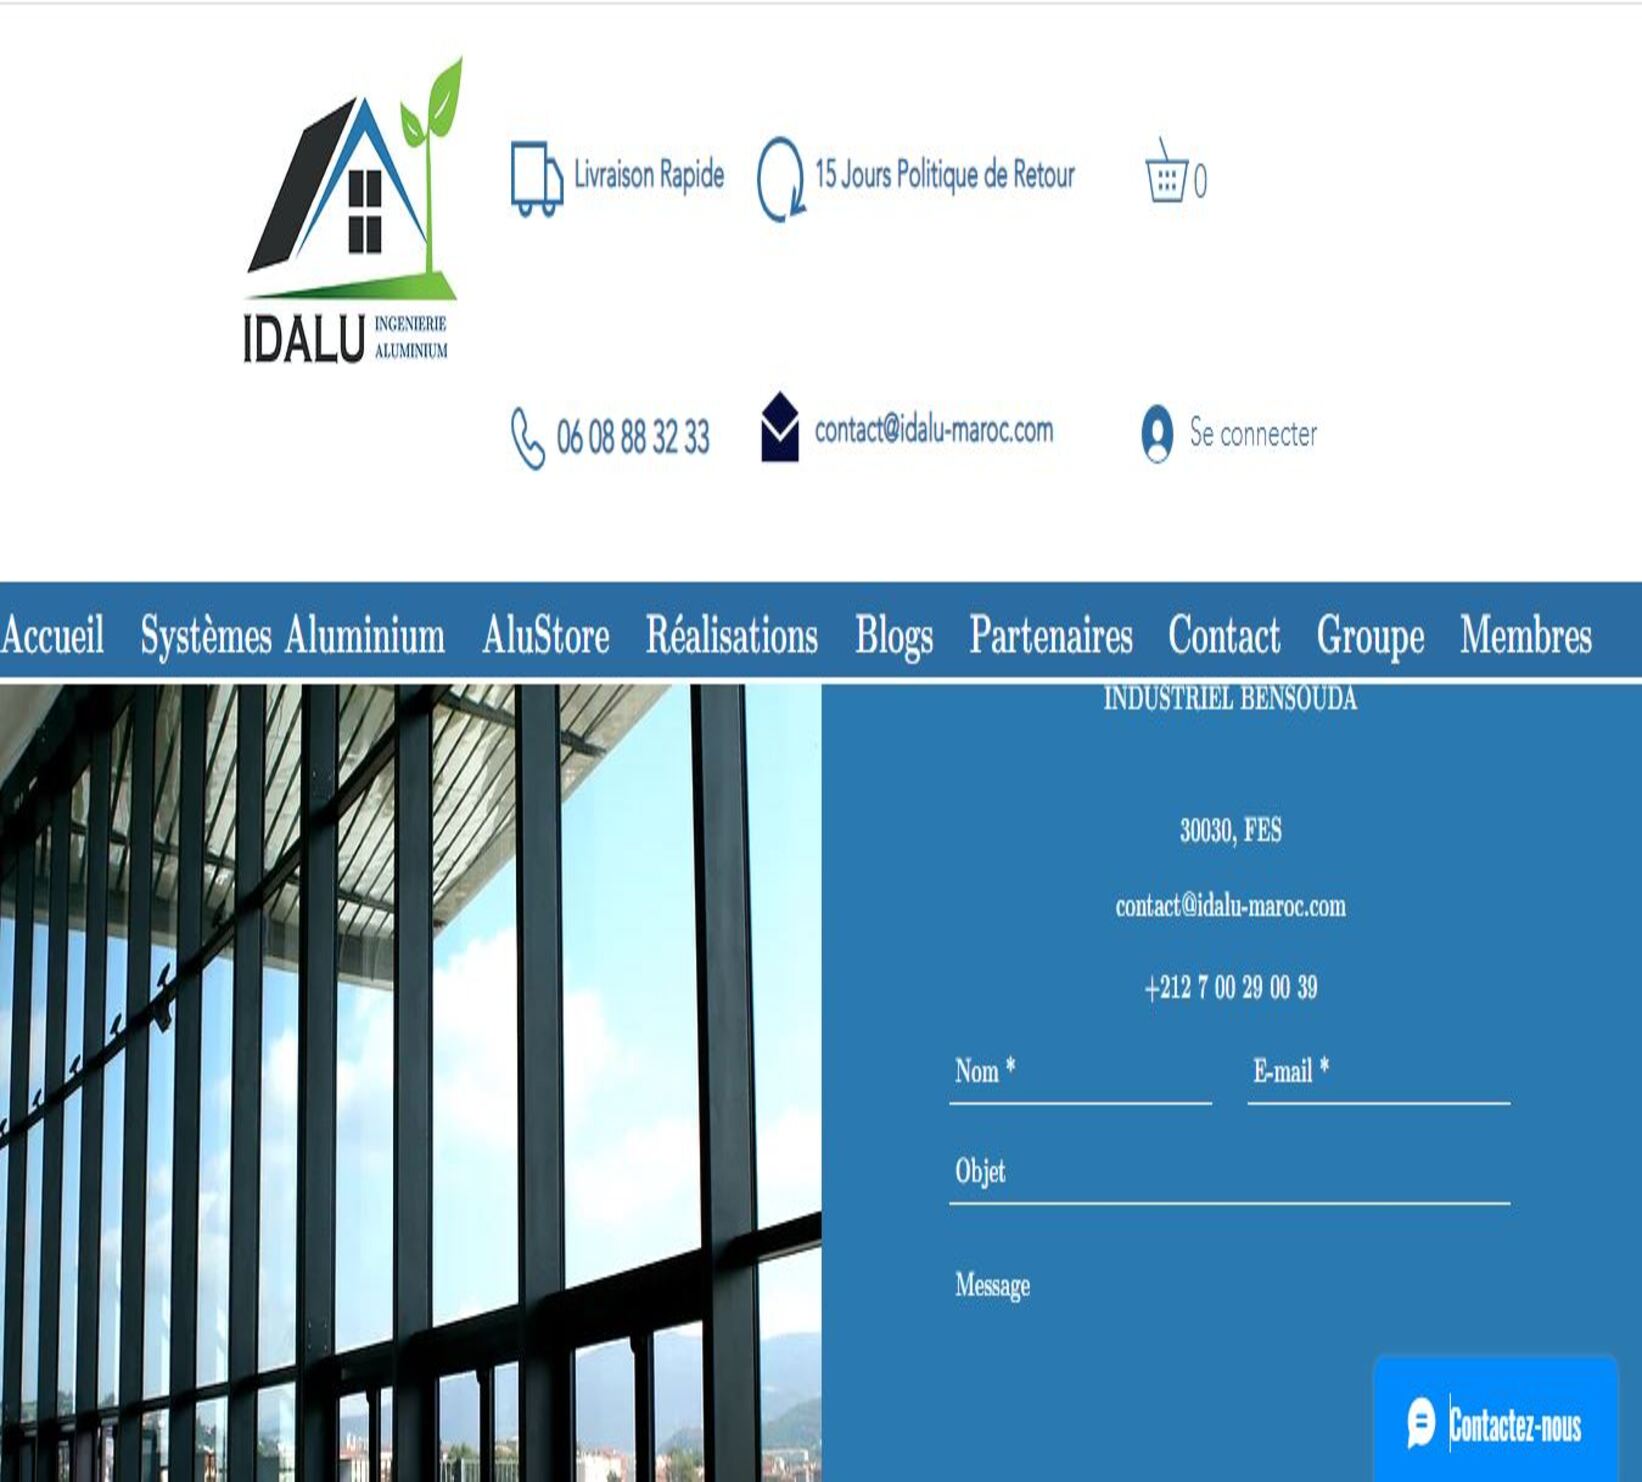 Livraison Rapide
15 Jours Politique de Retour
0
IDALU INGENIERIE
ALUMINIUM
06 08 88 32 33
contact@idalu-maroc.com
Se connecter
Accueil Systèmes Aluminium AluStore Réalisations Blogs Partenaires Contact Groupe Membres
INDUSTRIEL BENSOUDA
30030, FES
contact@idalu-maroc.com
+212 7 00 29 00 39
Nom * E-mail *
Objet
Message
Contactez-nous